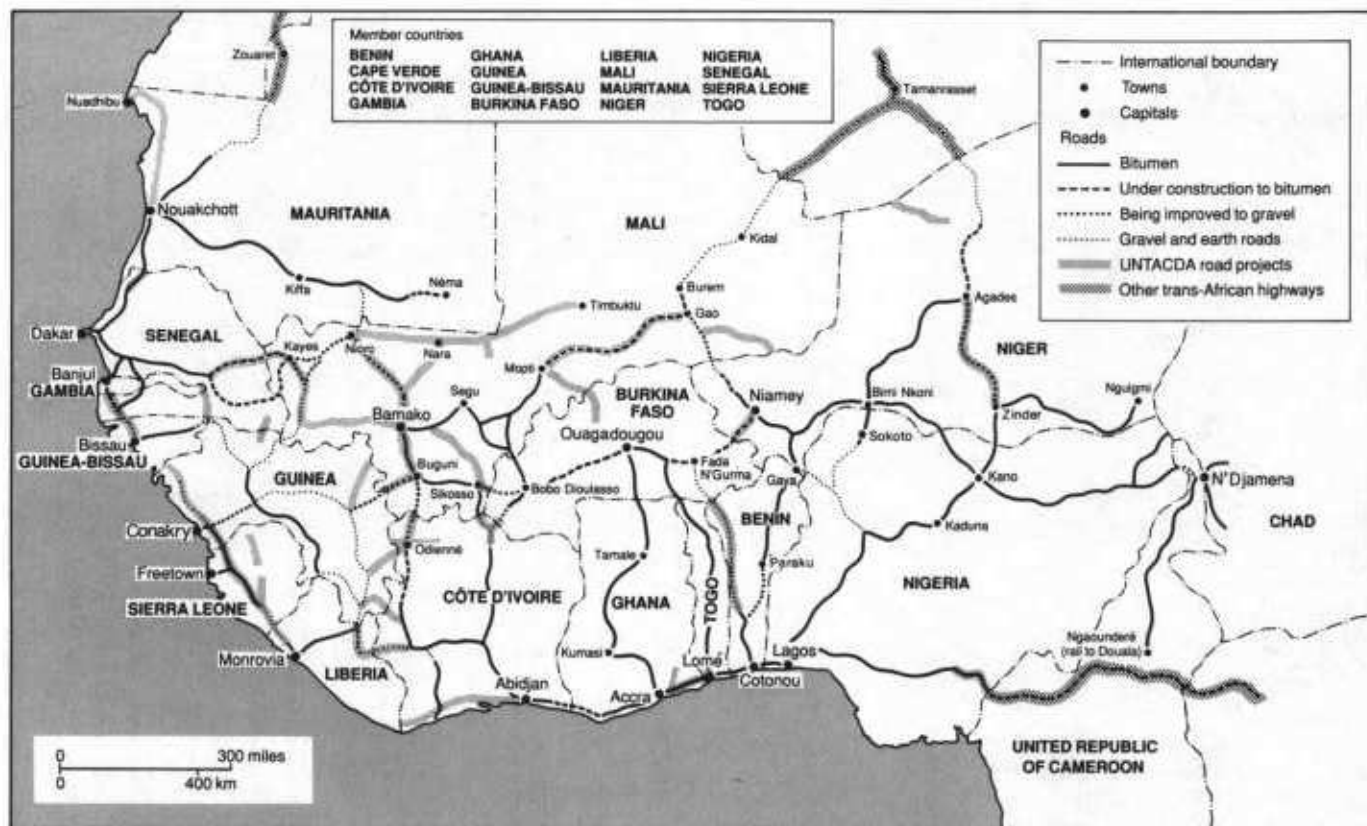 Member countries
BENIN GHANA LIBERIA NIGERIA
CAPE VERDE GUINEA MALI SENEGAL
CÔTE D'IVOIRE GUINEA-BISSAU MAURITANIA SIERRA LEONE
GAMBIA BURKINA FASO NIGER TOGO
International boundary
Towns
Capitals
Roads
Bitumen
Under construction to bitumen
Being improved to gravel
Gravel and earth roads
UNTACDA road projects
Other trans-African highways
Zouaret
Nuadhibu
Tamanrasset
Nouakchott
MAURITANIA
MALI
Kidal
Kiffa
Néma
Burem
Timbuktu
Gao
Agades
Dakar
SENEGAL
Kayes
Nioro
Nara
NIGER
Mopti
Banjul
GAMBIA
Segu
BURKINA
FASO
Niamey
Birni Nkoni
Nguigmi
Zinder
Bamako
Ouagadougou
Sokoto
Bissau
GUINEA-BISSAU
GUINEA
Buguni
Sikosso
Bobo Dioulasso
Fada
N'Gurma
Gaya
Kano
N'Djamena
BENIN
CHAD
Conakry
Odienné
Tamale
Kaduna
Freetown
Paraku
SIERRA LEONE
CÔTE D'IVOIRE
GHANA
TOGO
NIGERIA
Monrovia
LIBERIA
Kumasi
Lomé
Lagos
Cotonou
Ngaounderé
(rail to Douala)
Abidjan
Accra
0 300 miles
0 400 km
UNITED REPUBLIC
OF CAMEROON